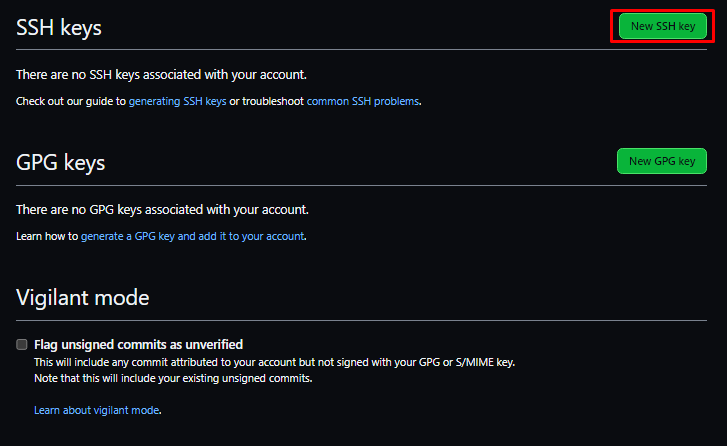 SSH keys
New SSH key
There are no SSH keys associated with your account.
Check out our guide to generating SSH keys or troubleshoot common SSH problems.
GPG keys
New GPG key
There are no GPG keys associated with your account.
Learn how to generate a GPG key and add it to your account.
Vigilant mode
Flag unsigned commits as unverified
This will include any commit attributed to your account but not signed with your GPG or S/MIME key.
Note that this will include your existing unsigned commits.
Learn about vigilant mode.